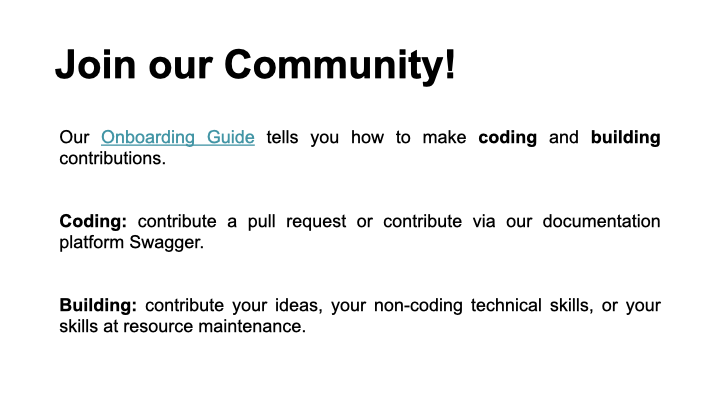 Join our Community!
Our Onboarding Guide tells you how to make coding and building
contributions.
Coding: contribute a pull request or contribute via our documentation
platform Swagger.
Building: contribute your ideas, your non-coding technical skills, or your
skills at resource maintenance.